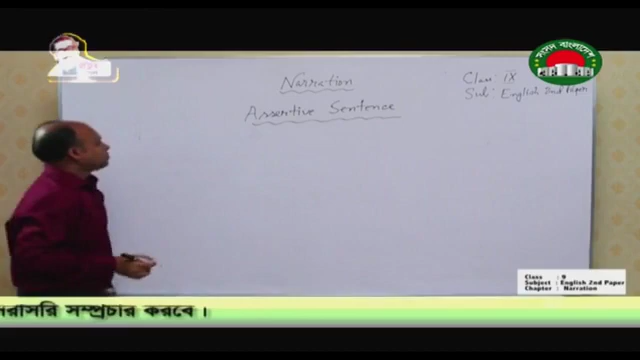 সংসদ বাংলাদেশ
Narration
Class IX
Sub: English 2nd Paper
Assertive Sentence
Class : 9
Subject : English 2nd Paper
Chapter : Narration
সরাসরি সম্প্রচার করবে ।